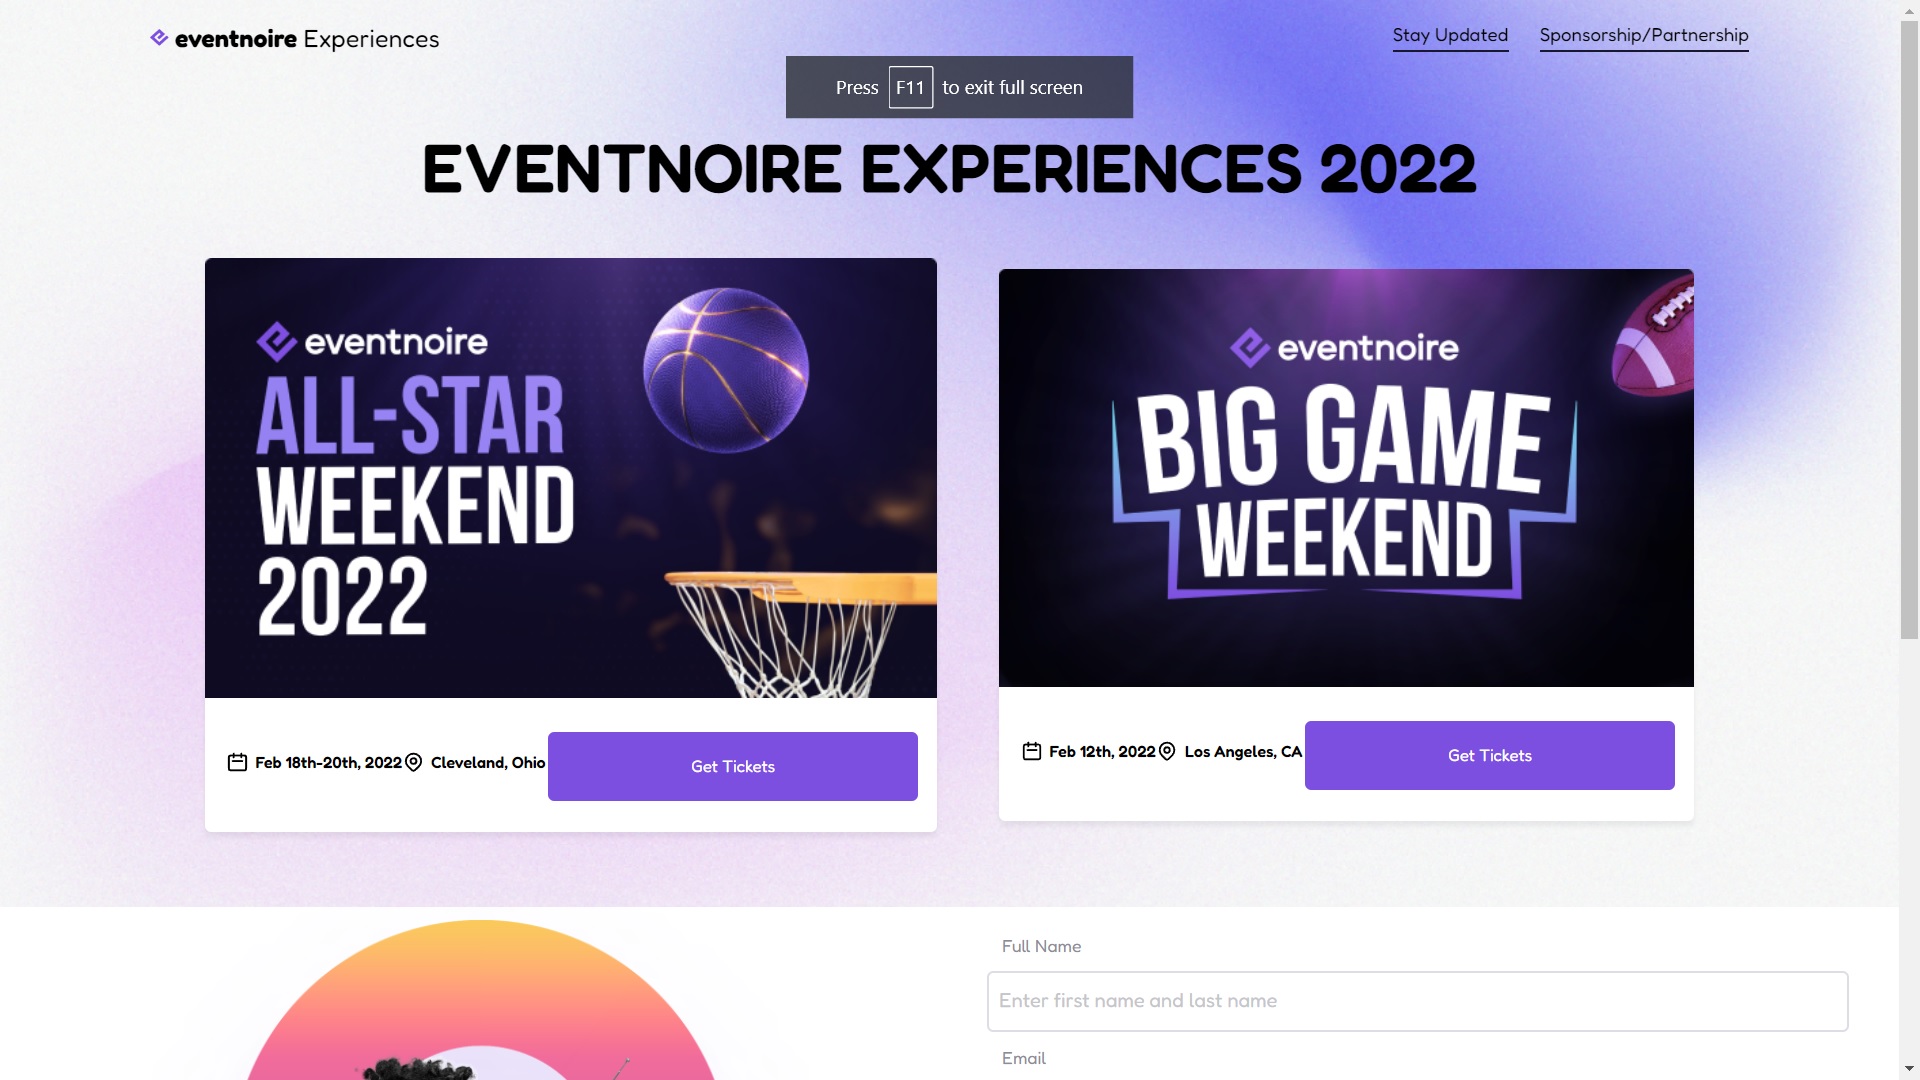 eventnoire Experiences
Stay Updated
Sponsorship/Partnership
Press F11 to exit full screen
EVENTNOIRE EXPERIENCES 2022
eventnoire
ALL-STAR
WEEKEND
2022
Feb 18th-20th, 2022
Cleveland, Ohio
Get Tickets
eventnoire
BIG GAME
WEEKEND
Feb 12th, 2022
Los Angeles, CA
Get Tickets
Full Name
Enter first name and last name
Email